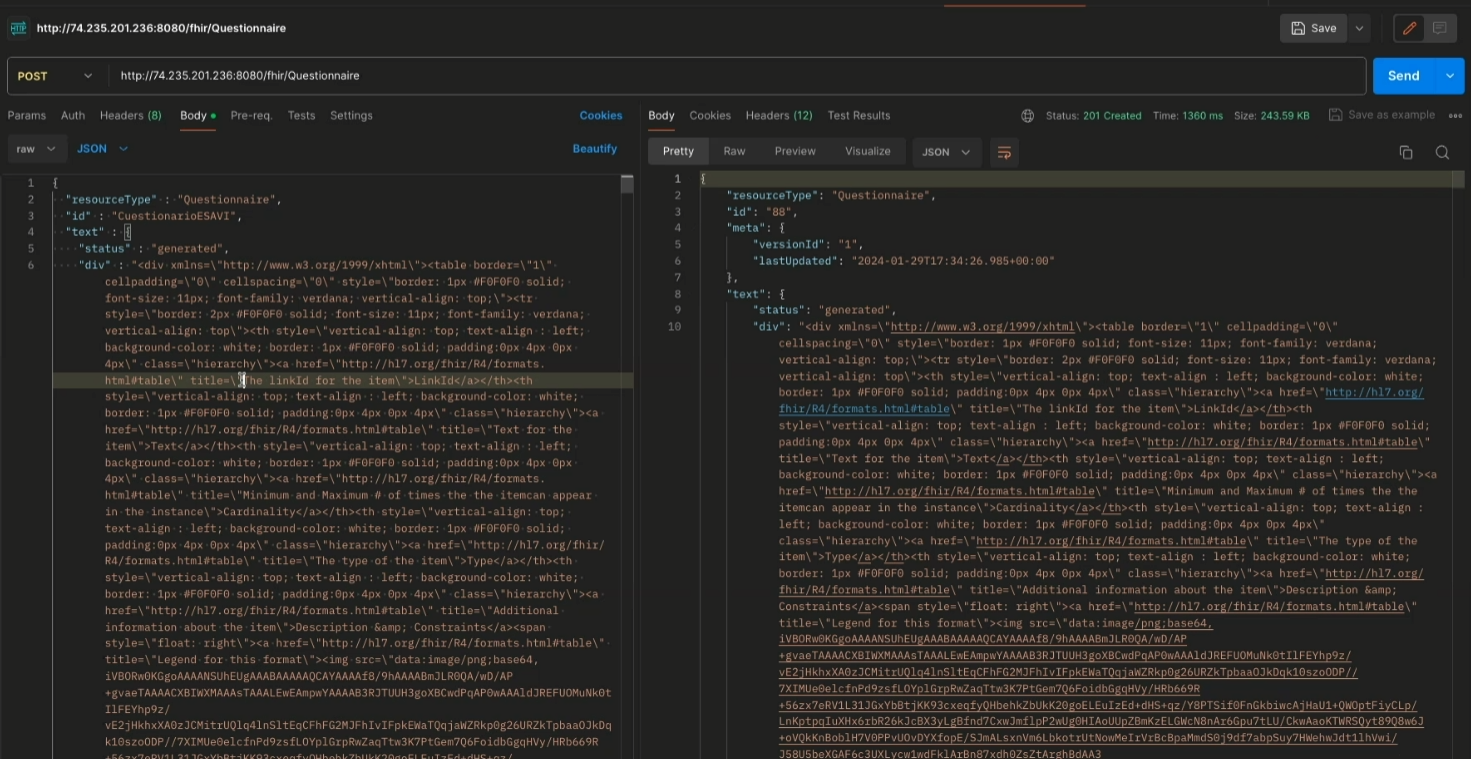 HTTP http://74.235.201.236:8080/fhir/Questionnaire
Save
POST http://74.235.201.236:8080/fhir/Questionnaire
Send
Params Auth Headers (8) Body Pre-req. Tests Settings Cookies
raw JSON Beautify
1 {
2 "resourceType" : "Questionnaire",
3 "id" : "CuestionarioESAVI",
4 "text" : {
5 "status" : "generated",
6 "div" : "<div xmlns=\"http://www.w3.org/1999/xhtml\"><table border=\"1\"
cellpadding=\"0\" cellspacing=\"0\" style=\"border: 1px #F0F0F0 solid;
font-size: 11px; font-family: verdana; vertical-align: top;\"><tr
style=\"border: 2px #F0F0F0 solid; font-size: 11px; font-family: verdana;
vertical-align: top\"><th style=\"vertical-align: top; text-align : left;
background-color: white; border: 1px #F0F0F0 solid; padding:0px 4px 0px
4px\" class=\"hierarchy\"><a href=\"http://hl7.org/fhir/R4/formats.
html#table\" title=\"The linkId for the item\">LinkId</a></th><th
style=\"vertical-align: top; text-align : left; background-color: white;
border: 1px #F0F0F0 solid; padding:0px 4px 0px 4px\" class=\"hierarchy\"><a
href=\"http://hl7.org/fhir/R4/formats.html#table\" title=\"Text for the
item\">Text</a></th><th style=\"vertical-align: top; text-align : left;
background-color: white; border: 1px #F0F0F0 solid; padding:0px 4px 0px
4px\" class=\"hierarchy\"><a href=\"http://hl7.org/fhir/R4/formats.
html#table\" title=\"Minimum and Maximum # of times the the itemcan appear
in the instance\">Cardinality</a></th><th style=\"vertical-align: top;
text-align : left; background-color: white; border: 1px #F0F0F0 solid;
padding:0px 4px 0px 4px\" class=\"hierarchy\"><a href=\"http://hl7.org/fhir/
R4/formats.html#table\" title=\"The type of the item\">Type</a></th><th
style=\"vertical-align: top; text-align : left; background-color: white;
border: 1px #F0F0F0 solid; padding:0px 4px 0px 4px\" class=\"hierarchy\"><a
href=\"http://hl7.org/fhir/R4/formats.html#table\" title=\"Additional
information about the item\">Description &amp; Constraints</a><span
style=\"float: right\"><a href=\"http://hl7.org/fhir/R4/formats.html#table\"
title=\"Legend for this format\"><img src=\"data:image/png;base64,
Body Cookies Headers (12) Test Results Status: 201 Created Time: 1360 ms Size: 243.59 KB Save as example
Pretty Raw Preview Visualize JSON
1 {
2 "resourceType": "Questionnaire",
3 "id": "88",
4 "meta": {
5 "versionId": "1",
6 "lastUpdated": "2024-01-29T17:34:26.985+00:00"
7 },
8 "text": {
9 "status": "generated",
10 "div": "<div xmlns=\"http://www.w3.org/1999/xhtml\"><table border=\"1\" cellpadding=\"0\"
cellspacing=\"0\" style=\"border: 1px #F0F0F0 solid; font-size: 11px; font-family: verdana;
vertical-align: top;\"><tr style=\"border: 2px #F0F0F0 solid; font-size: 11px; font-family: verdana;
vertical-align: top\"><th style=\"vertical-align: top; text-align : left; background-color: white;
border: 1px #F0F0F0 solid; padding:0px 4px 0px 4px\" class=\"hierarchy\"><a href=\"http://hl7.org/
fhir/R4/formats.html#table\" title=\"The linkId for the item\">LinkId</a></th><th
style=\"vertical-align: top; text-align : left; background-color: white; border: 1px #F0F0F0 solid;
padding:0px 4px 0px 4px\" class=\"hierarchy\"><a href=\"http://hl7.org/fhir/R4/formats.html#table\"
title=\"Text for the item\">Text</a></th><th style=\"vertical-align: top; text-align : left;
background-color: white; border: 1px #F0F0F0 solid; padding:0px 4px 0px 4px\" class=\"hierarchy\"><a
href=\"http://hl7.org/fhir/R4/formats.html#table\" title=\"Minimum and Maximum # of times the the
itemcan appear in the instance\">Cardinality</a></th><th style=\"vertical-align: top; text-align :
left; background-color: white; border: 1px #F0F0F0 solid; padding:0px 4px 0px 4px\"
class=\"hierarchy\"><a href=\"http://hl7.org/fhir/R4/formats.html#table\" title=\"The type of the
item\">Type</a></th><th style=\"vertical-align: top; text-align : left; background-color: white;
border: 1px #F0F0F0 solid; padding:0px 4px 0px 4px\" class=\"hierarchy\"><a href=\"http://hl7.org/
fhir/R4/formats.html#table\" title=\"Additional information about the item\">Description &amp;
Constraints</a><span style=\"float: right\"><a href=\"http://hl7.org/fhir/R4/formats.html#table\"
title=\"Legend for this format\"><img src=\"data:image/png;base64,